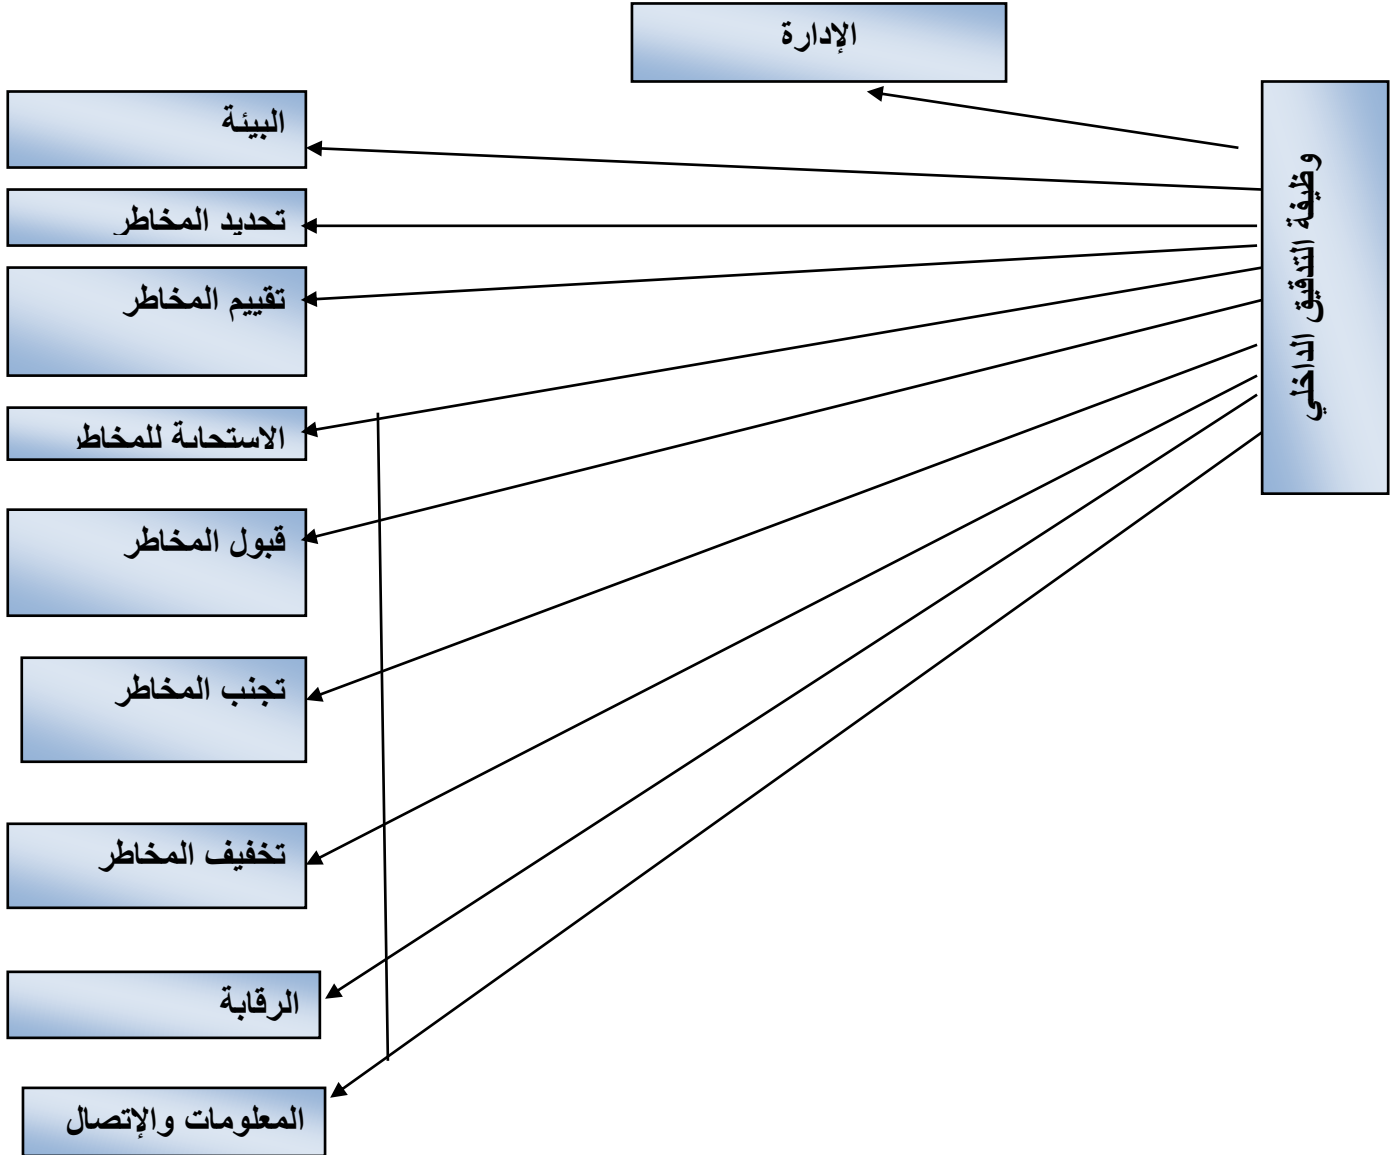 الإدارة
وظيفة التدقيق الداخلي
البيئة
تحديد المخاطر
تقييم المخاطر
الاستجابة للمخاطر
قبول المخاطر
تجنب المخاطر
تخفيف المخاطر
الرقابة
المعلومات والإتصال